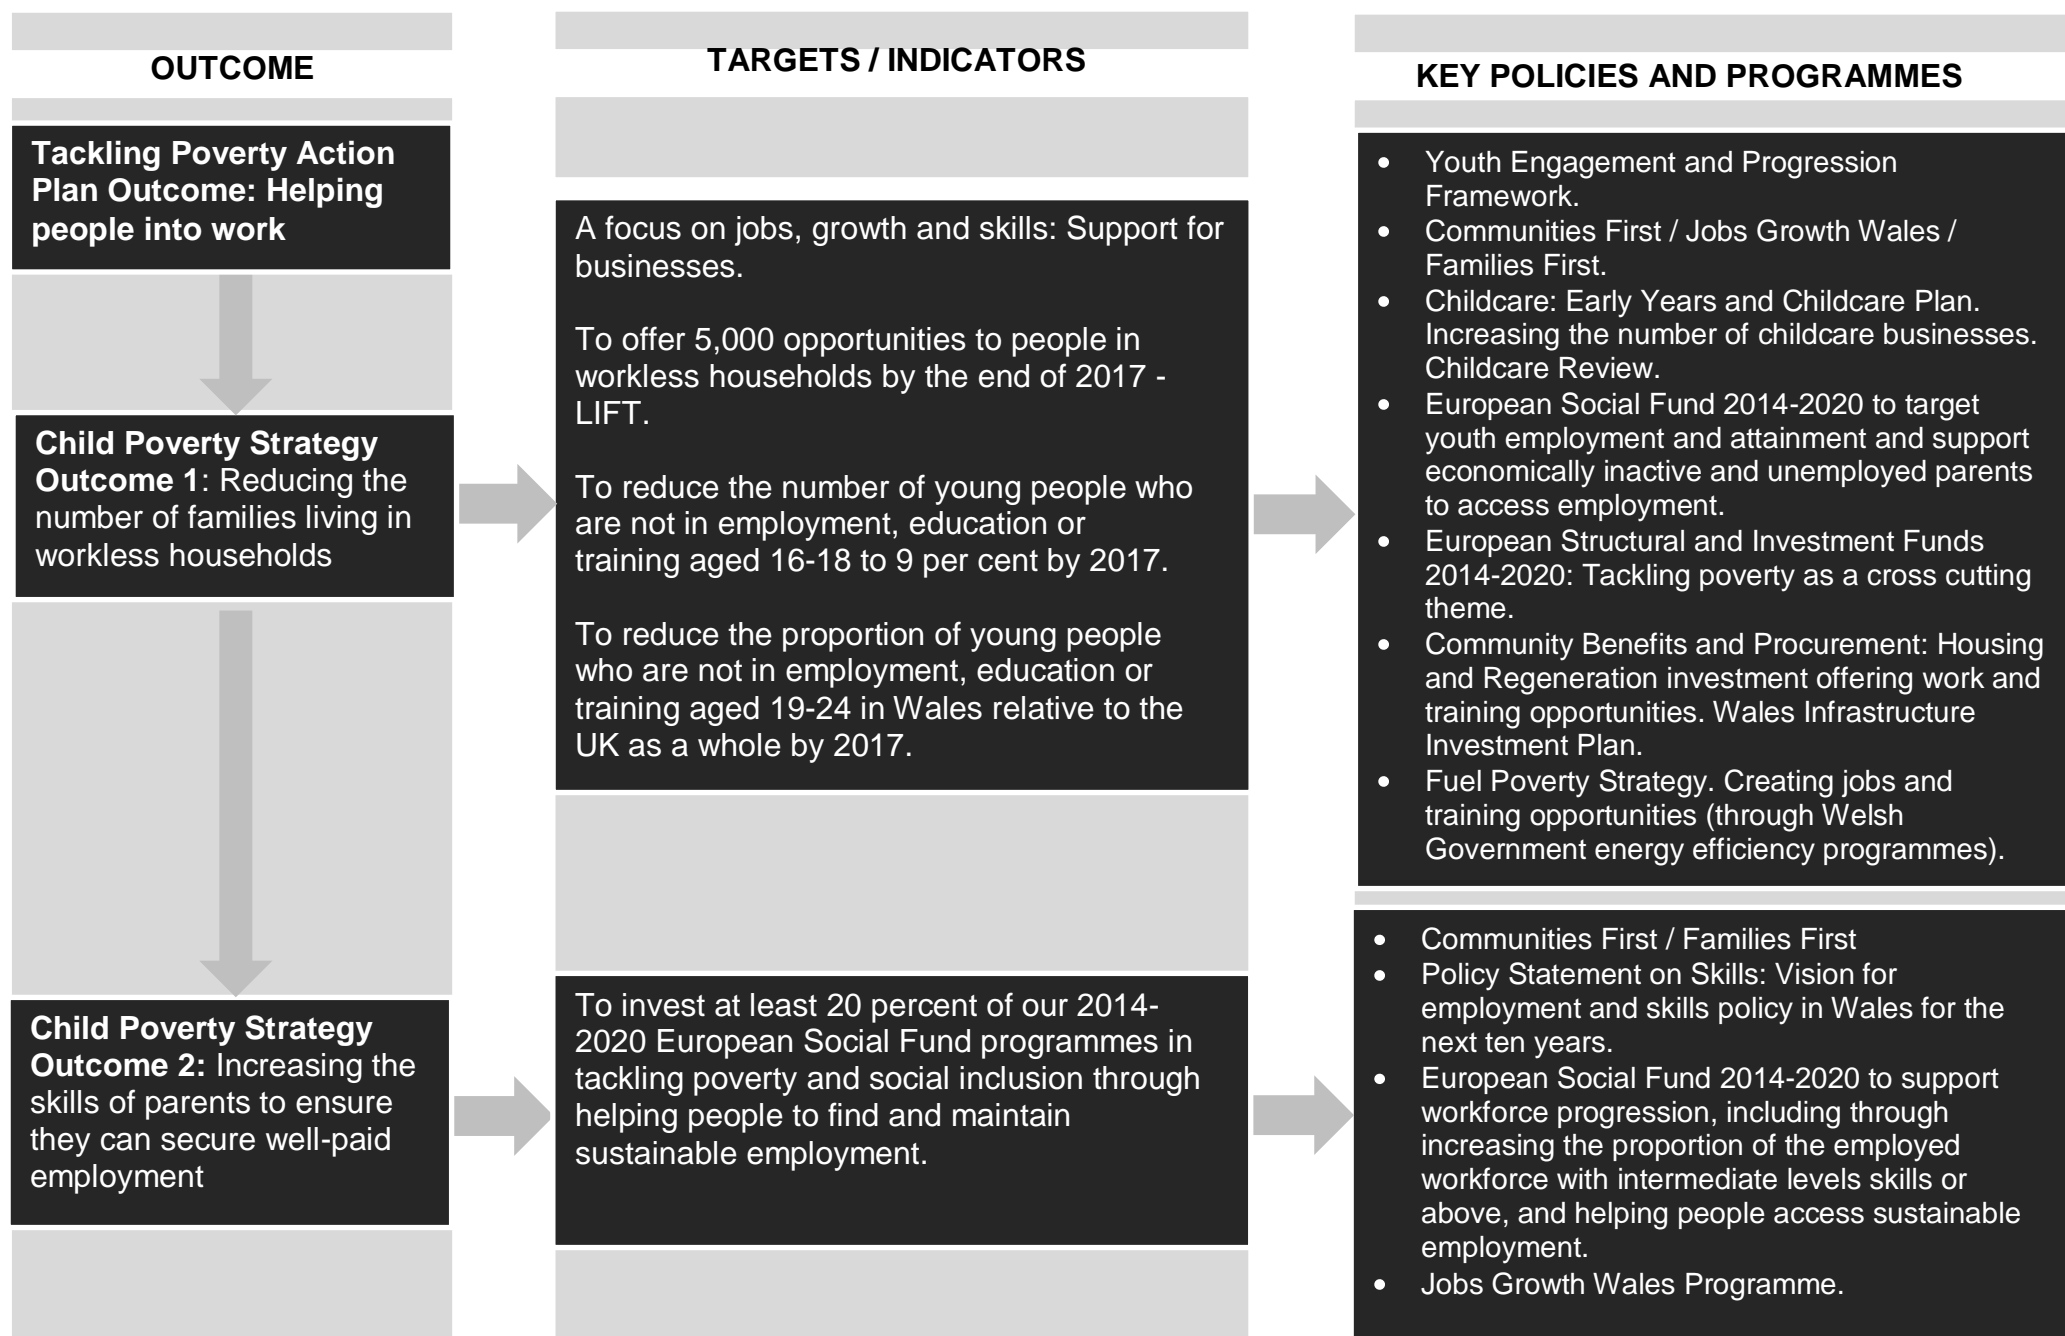 OUTCOME
Tackling Poverty Action
Plan Outcome: Helping
people into work
Child Poverty Strategy
Outcome 1: Reducing the
number of families living in
workless households
Child Poverty Strategy
Outcome 2: Increasing the
skills of parents to ensure
they can secure well-paid
employment
TARGETS / INDICATORS
A focus on jobs, growth and skills: Support for
businesses.
To offer 5,000 opportunities to people in
workless households by the end of 2017 -
LIFT.
To reduce the number of young people who
are not in employment, education or
training aged 16-18 to 9 per cent by 2017.
To reduce the proportion of young people
who are not in employment, education or
training aged 19-24 in Wales relative to the
UK as a whole by 2017.
To invest at least 20 percent of our 2014-
2020 European Social Fund programmes in
tackling poverty and social inclusion through
helping people to find and maintain
sustainable employment.
KEY POLICIES AND PROGRAMMES
• Youth Engagement and Progression
Framework.
• Communities First / Jobs Growth Wales /
Families First.
• Childcare: Early Years and Childcare Plan.
Increasing the number of childcare businesses.
Childcare Review.
• European Social Fund 2014-2020 to target
youth employment and attainment and support
economically inactive and unemployed parents
to access employment.
• European Structural and Investment Funds
2014-2020: Tackling poverty as a cross cutting
theme.
• Community Benefits and Procurement: Housing
and Regeneration investment offering work and
training opportunities. Wales Infrastructure
Investment Plan.
• Fuel Poverty Strategy. Creating jobs and
training opportunities (through Welsh
Government energy efficiency programmes).
• Communities First / Families First
• Policy Statement on Skills: Vision for
employment and skills policy in Wales for the
next ten years.
• European Social Fund 2014-2020 to support
workforce progression, including through
increasing the proportion of the employed
workforce with intermediate levels skills or
above, and helping people access sustainable
employment.
• Jobs Growth Wales Programme.